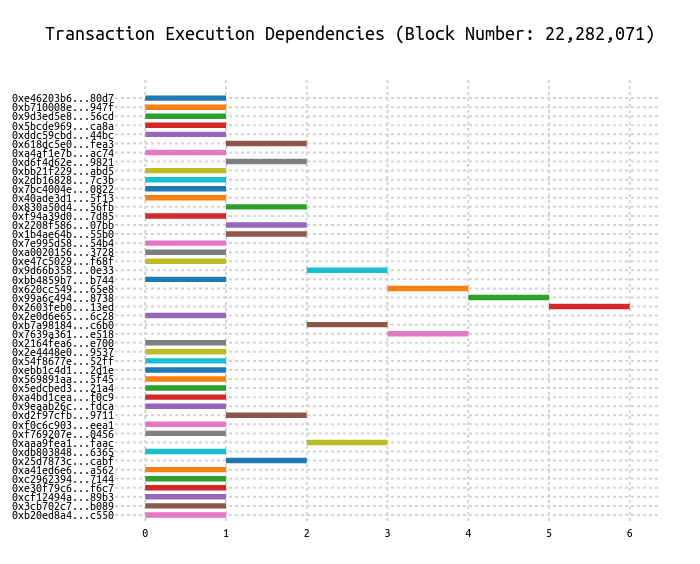 Transaction Execution Dependencies (Block Number: 22,282,071)
0xe46203b6...80d7
0xb710008e...947f
0x9d3ed5e8...56cd
0x5bcde969...ca8a
0xddc59cbd...44bc
0x618dc5e0...fea3
0xa4af1e7b...ac74
0xd6f4d62e...9821
0xbb21f229...abd5
0x2db16828...7c3b
0x7bc4004e...0822
0x40ade3d1...5f13
0x830a50d4...56fb
0xf94a39d0...7d85
0x2208f586...07bb
0x1b4ae64b...55b0
0x7e995d58...54b4
0xa0020156...3728
0xe47c5029...f68f
0x9d66b358...0e33
0xbb4859b7...b744
0x620cc549...65e8
0x99a6c494...8738
0x2603feb0...13ed
0x2e0d6e65...6c28
0xb7a98184...c6b0
0x7639a361...e518
0x2164fea6...e700
0x2e4448e0...9537
0x54f8677e...52ff
0xebb1c4d1...2d1e
0x569891aa...5f45
0x5edcbed3...21a4
0xa4bd1cea...f0c9
0x9eaab26c...fdca
0xd2f97cfb...9711
0xf0c6c903...eea1
0xf769207e...0456
0xaaa9fea1...faac
0xdb803848...6365
0x25d7873c...cabf
0xa41ed6e6...a562
0xc2962394...7144
0xe30f79c6...f6c7
0xcf12494a...89b3
0x3cb702c7...b089
0xb20ed8a4...c550
0 1 2 3 4 5 6